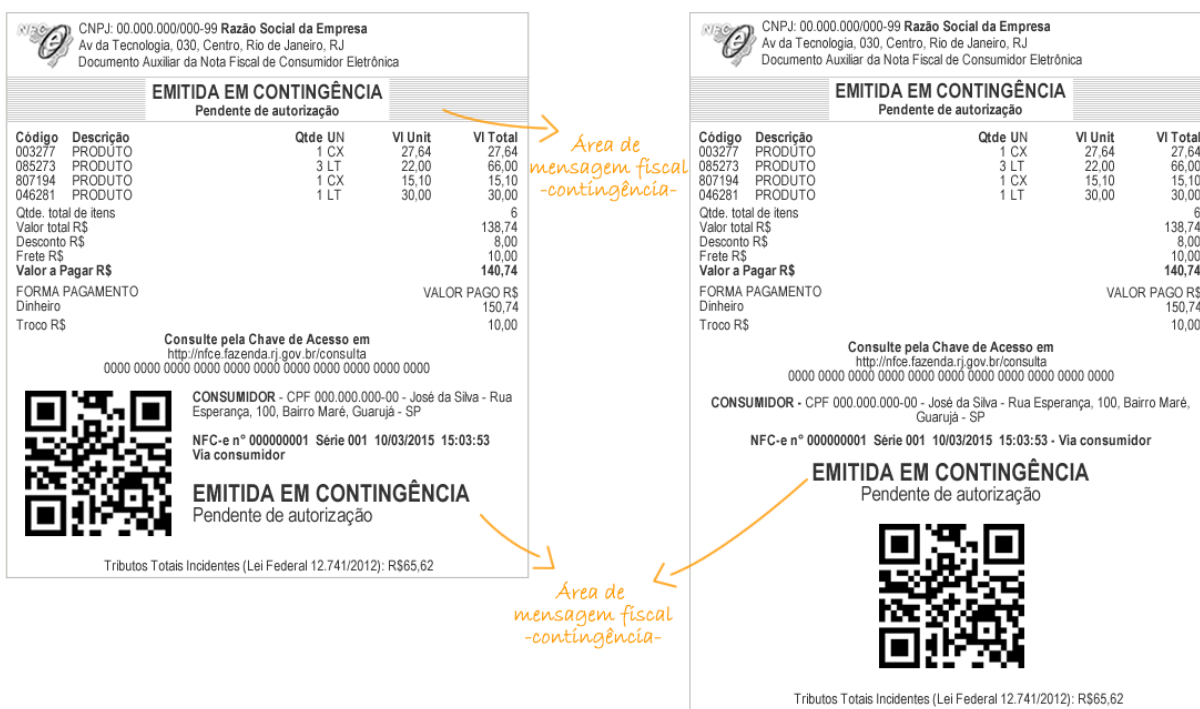 NFC-e
CNPJ: 00.000.000/000-99 Razão Social da Empresa
Av da Tecnologia, 030, Centro, Rio de Janeiro, RJ
Documento Auxiliar da Nota Fiscal de Consumidor Eletrônica
EMITIDA EM CONTINGÊNCIA
Pendente de autorização
Código Descrição Qtde UN Vl Unit Vl Total
003277 PRODUTO 1 CX 27,64 27,64
085273 PRODUTO 3 LT 22,00 66,00
807194 PRODUTO 1 CX 15,10 15,10
046281 PRODUTO 1 LT 30,00 30,00
Qtde. total de itens 6
Valor total R$ 138,74
Desconto R$ 8,00
Frete R$ 10,00
Valor a Pagar R$ 140,74
FORMA PAGAMENTO VALOR PAGO R$
Dinheiro 150,74
Troco R$ 10,00
Consulte pela Chave de Acesso em
http://nfce.fazenda.rj.gov.br/consulta
0000 0000 0000 0000 0000 0000 0000 0000 0000 0000 0000
CONSUMIDOR - CPF 000.000.000-00 - José da Silva - Rua
Esperança, 100, Bairro Maré, Guarujá - SP
NFC-e n° 000000001 Série 001 10/03/2015 15:03:53
Via consumidor
EMITIDA EM CONTINGÊNCIA
Pendente de autorização
Tributos Totais Incidentes (Lei Federal 12.741/2012): R$65,62
Área de
mensagem fiscal
-contingência-
Área de
mensagem fiscal
-contingência-
NFC-e
CNPJ: 00.000.000/000-99 Razão Social da Empresa
Av da Tecnologia, 030, Centro, Rio de Janeiro, RJ
Documento Auxiliar da Nota Fiscal de Consumidor Eletrônica
EMITIDA EM CONTINGÊNCIA
Pendente de autorização
Código Descrição Qtde UN Vl Unit Vl Total
003277 PRODUTO 1 CX 27,64 27,64
085273 PRODUTO 3 LT 22,00 66,00
807194 PRODUTO 1 CX 15,10 15,10
046281 PRODUTO 1 LT 30,00 30,00
Qtde. total de itens 6
Valor total R$ 138,74
Desconto R$ 8,00
Frete R$ 10,00
Valor a Pagar R$ 140,74
FORMA PAGAMENTO VALOR PAGO R$
Dinheiro 150,74
Troco R$ 10,00
Consulte pela Chave de Acesso em
http://nfce.fazenda.rj.gov.br/consulta
0000 0000 0000 0000 0000 0000 0000 0000 0000 0000 0000
CONSUMIDOR - CPF 000.000.000-00 - José da Silva - Rua Esperança, 100, Bairro Maré,
Guarujá - SP
NFC-e n° 000000001 Série 001 10/03/2015 15:03:53 - Via consumidor
EMITIDA EM CONTINGÊNCIA
Pendente de autorização
Tributos Totais Incidentes (Lei Federal 12.741/2012): R$65,62